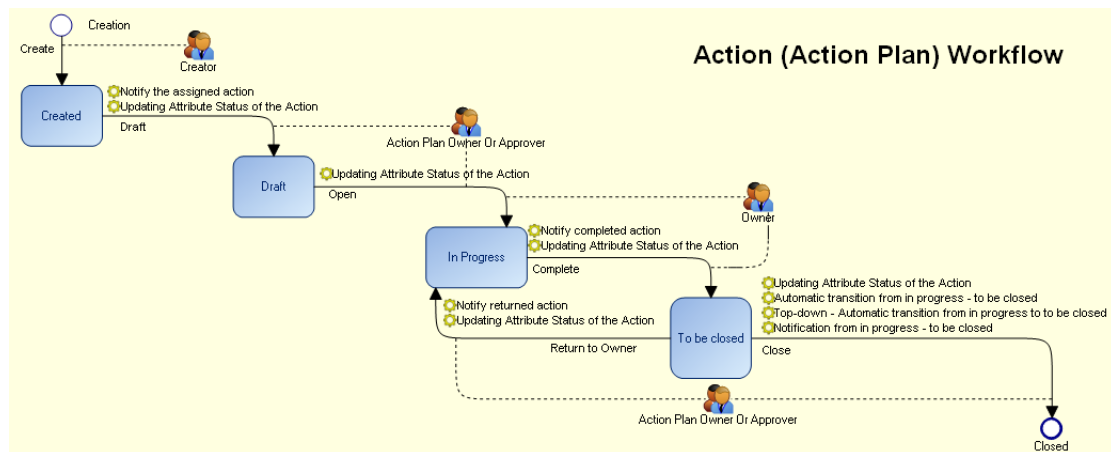 Creation
Create
Creator
Action (Action Plan) Workflow
Created
Notify the assigned action
Updating Attribute Status of the Action
Draft
Action Plan Owner Or Approver
Draft
Updating Attribute Status of the Action
Open
Owner
In Progress
Notify completed action
Updating Attribute Status of the Action
Complete
Notify returned action
Updating Attribute Status of the Action
Return to Owner
To be closed
Updating Attribute Status of the Action
Automatic transition from in progress - to be closed
Top-down - Automatic transition from in progress to to be closed
Notification from in progress - to be closed
Close
Action Plan Owner Or Approver
Closed